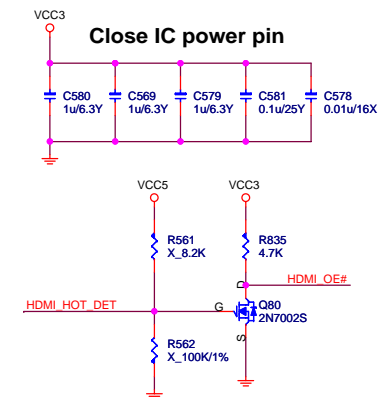 VCC3
Close IC power pin
C580
1u/6.3Y
C569
1u/6.3Y
C579
1u/6.3Y
C581
0.1u/25Y
C578
0.01u/16X
VCC5
VCC3
R561
X_8.2K
R835
4.7K
HDMI_OE#
HDMI_HOT_DET
D
G
S
Q80
2N7002S
R562
X_100K/1%